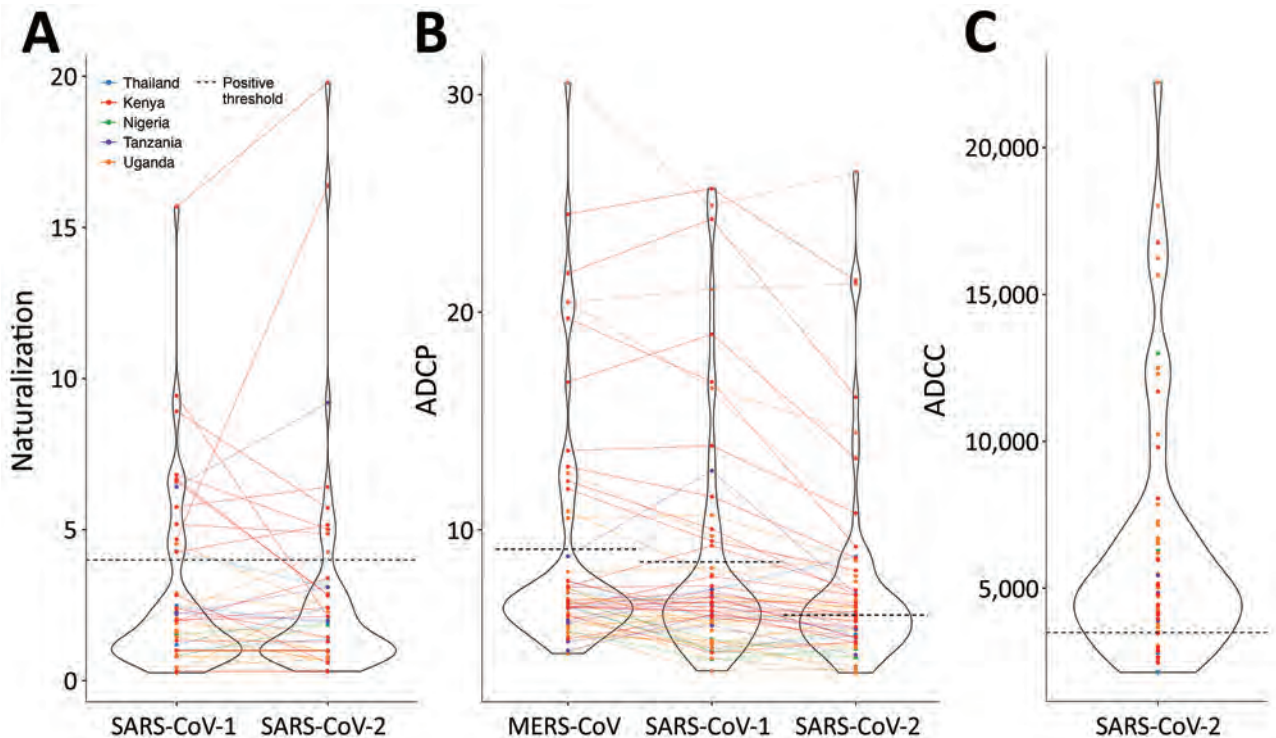 A
B
C
Naturalization
20
15
10
5
0
Thailand
Kenya
Nigeria
Tanzania
Uganda
Positive
threshold
SARS-CoV-1
SARS-CoV-2
ADCP
30
20
10
MERS-CoV
SARS-CoV-1
SARS-CoV-2
ADCC
20,000
15,000
10,000
5,000
SARS-CoV-2